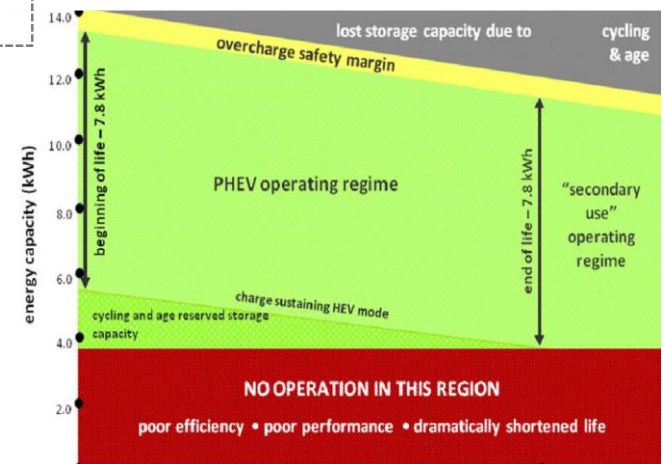 14.0
12.0
10.0
8.0
6.0
4.0
2.0
energy capacity (kWh)
lost storage capacity due to cycling
& age
overcharge safety margin
beginning of life – 7.8 kWh
PHEV operating regime
end of life – 7.8 kWh
"secondary
use"
operating
regime
charge sustaining HEV mode
cycling and age reserved storage
capacity
NO OPERATION IN THIS REGION
poor efficiency • poor performance • dramatically shortened life